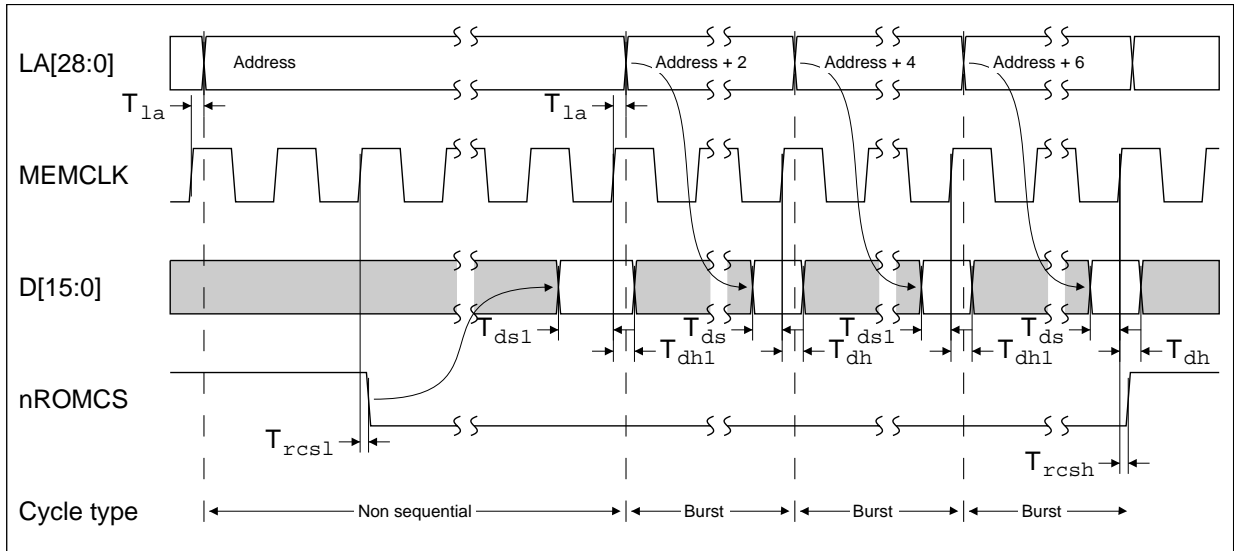 LA[28:0]
Address
Address + 2
Address + 4
Address + 6
Tla
Tla
MEMCLK
D[15:0]
Tds1
Tds
Tds1
Tds
Tdh1
Tdh
Tdh1
Tdh
nROMCS
Trcsl
Trcsh
Cycle type
Non sequential
Burst
Burst
Burst